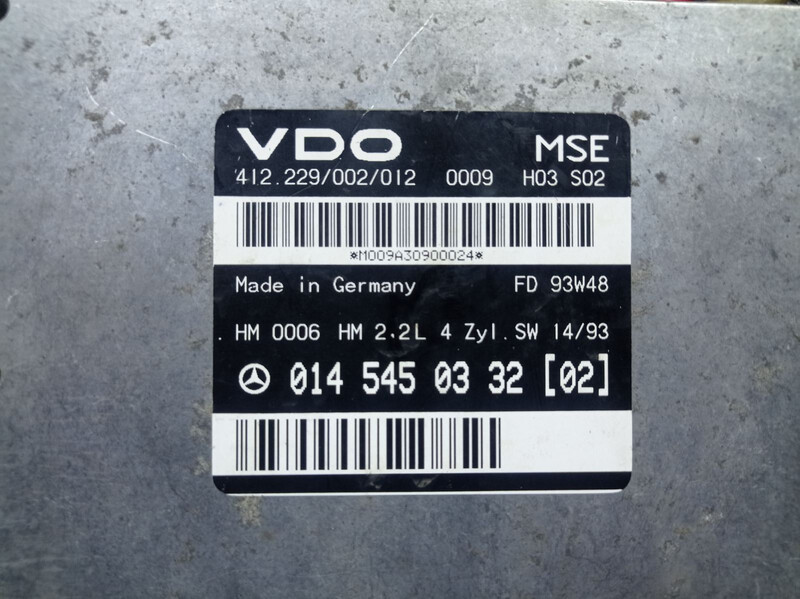 VDO MSE
412.229/002/012 0009 H03 S02
*M009A30900024*
Made in Germany FD 93W48
HM 0006 HM 2.2L 4 Zyl. SW 14/93
014 545 03 32 [02]